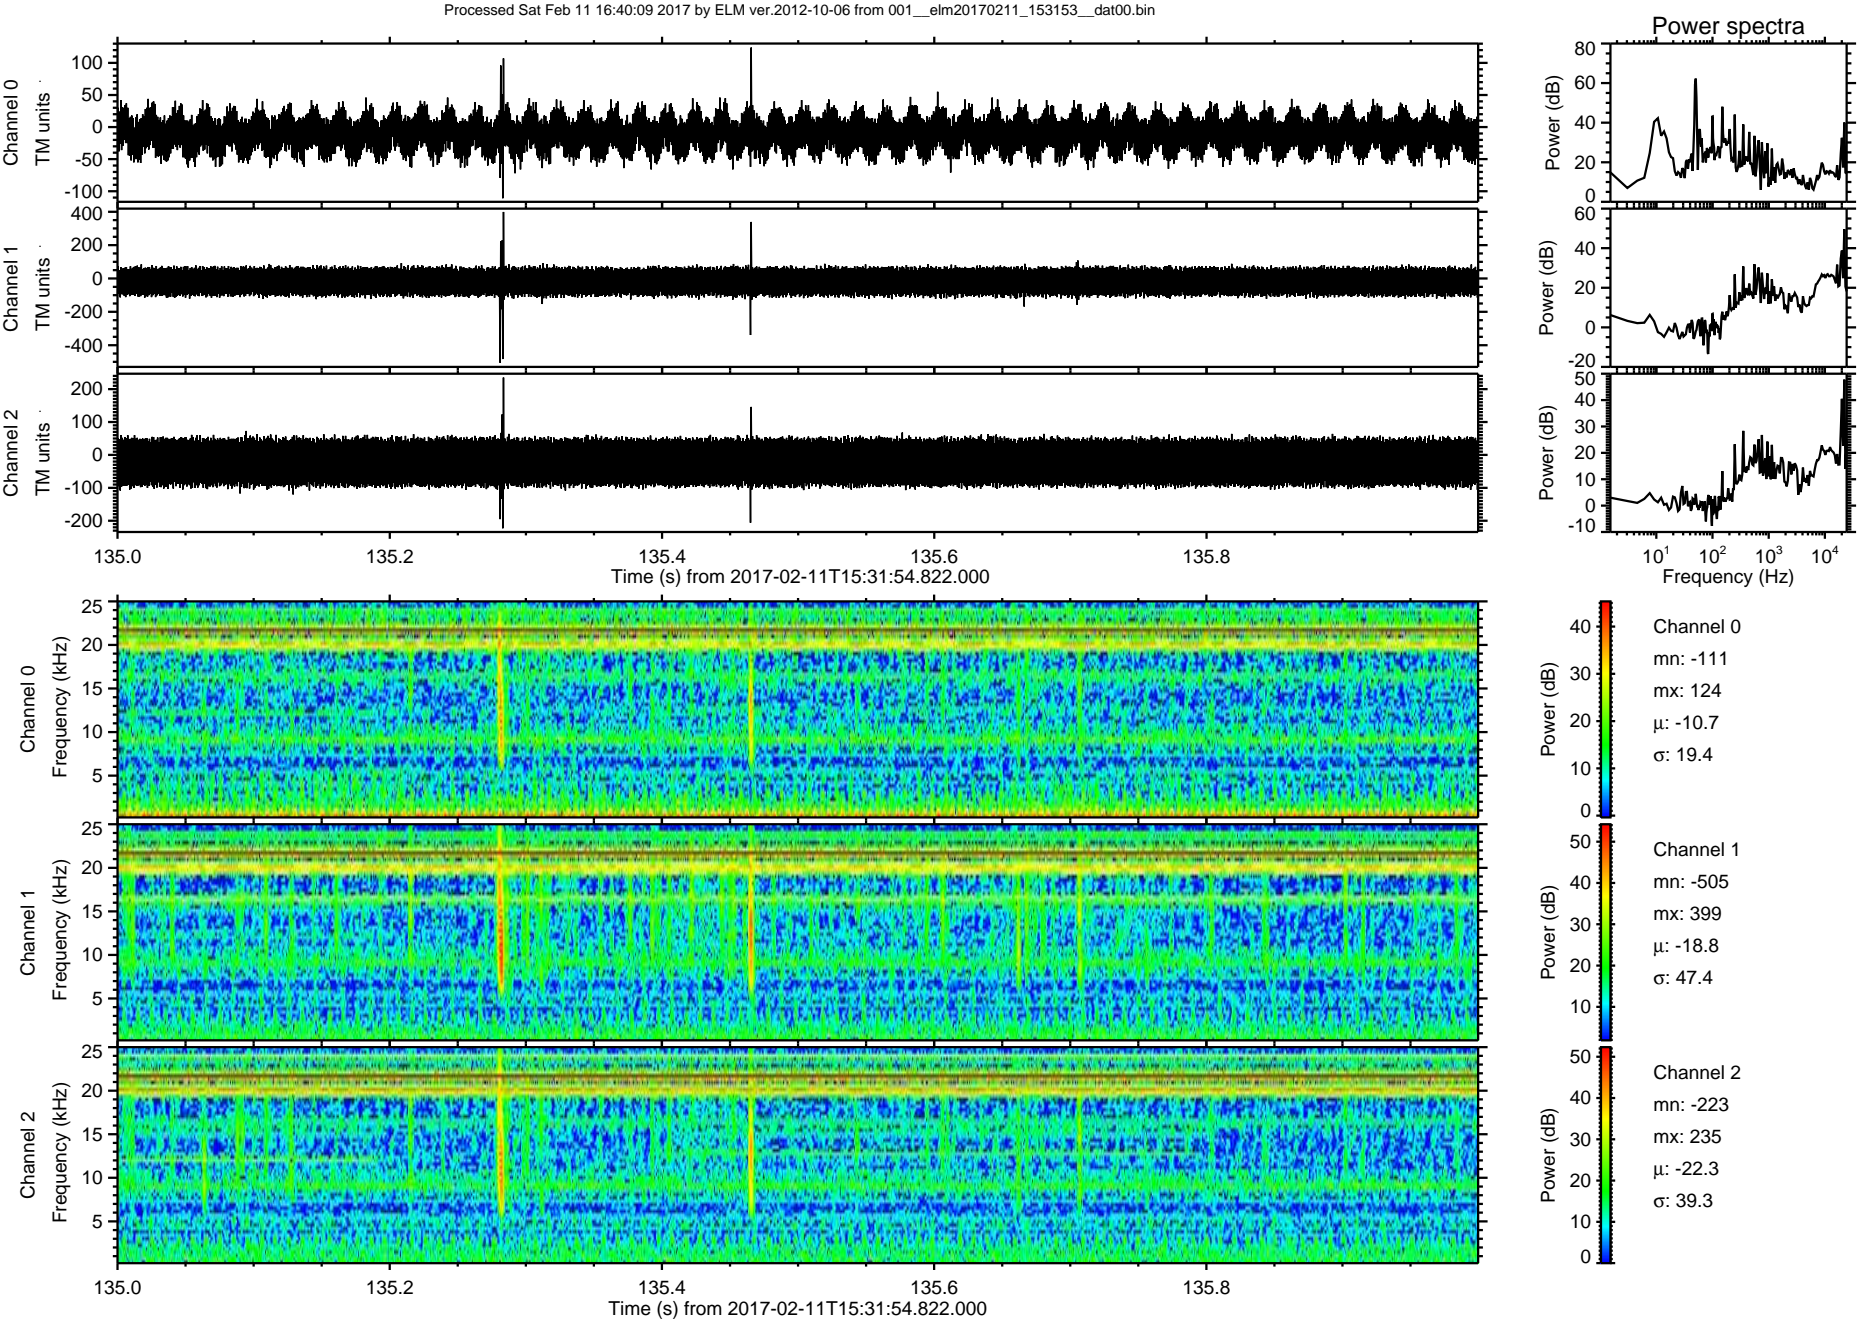 Processed Sat Feb 11 16:40:09 2017 by ELM ver.2012-10-06 from 001__elm20170211_153153__dat00.bin
Power spectra
Channel 0
TM units
100
50
0
-50
-100
Power (dB)
80
60
40
20
0
Channel 1
TM units
400
200
0
-200
-400
Power (dB)
60
40
20
0
-20
Channel 2
TM units
200
100
0
-100
-200
Power (dB)
50
40
30
20
10
0
-10
135.0 135.2 135.4 135.6 135.8
Time (s) from 2017-02-11T15:31:54.822.000
10^1 10^2 10^3 10^4
Frequency (Hz)
Channel 0
Frequency (kHz)
25
20
15
10
5
Power (dB)
40
30
20
10
0
Channel 0
mn: -111
mx: 124
μ: -10.7
σ: 19.4
Channel 1
Frequency (kHz)
25
20
15
10
5
Power (dB)
50
40
30
20
10
Channel 1
mn: -505
mx: 399
μ: -18.8
σ: 47.4
Channel 2
Frequency (kHz)
25
20
15
10
5
Power (dB)
50
40
30
20
10
0
Channel 2
mn: -223
mx: 235
μ: -22.3
σ: 39.3
135.0 135.2 135.4 135.6 135.8
Time (s) from 2017-02-11T15:31:54.822.000